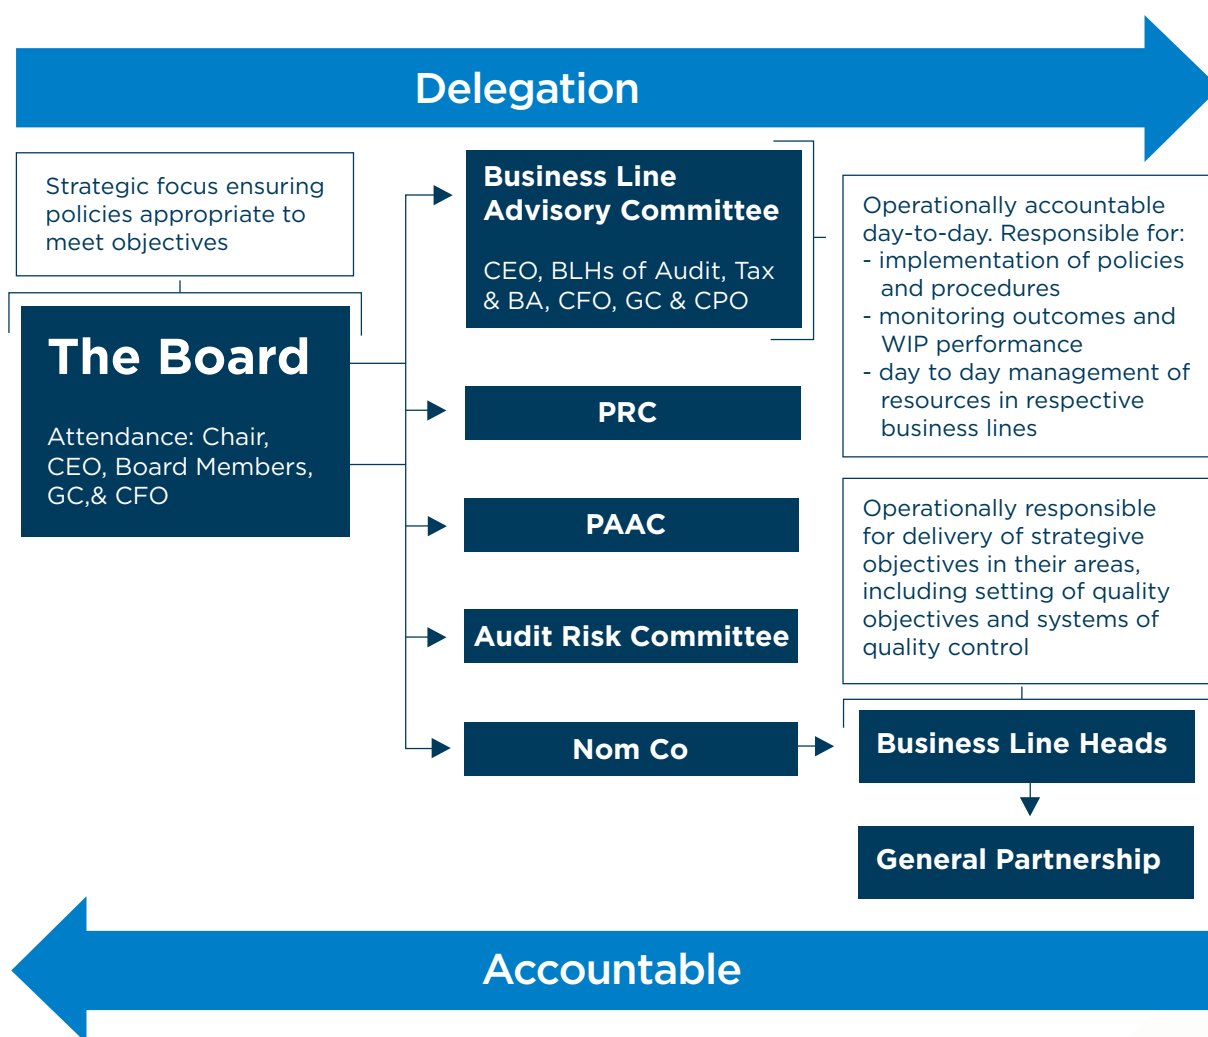 Delegation
Strategic focus ensuring
policies appropriate to
meet objectives
The Board
Attendance: Chair,
CEO, Board Members,
GC,& CFO
Business Line
Advisory Committee
CEO, BLHs of Audit, Tax
& BA, CFO, GC & CPO
PRC
PAAC
Audit Risk Committee
Nom Co
Operationally accountable
day-to-day. Responsible for:
- implementation of policies
and procedures
- monitoring outcomes and
WIP performance
- day to day management of
resources in respective
business lines
Operationally responsible
for delivery of strategive
objectives in their areas,
including setting of quality
objectives and systems of
quality control
Business Line Heads
General Partnership
Accountable